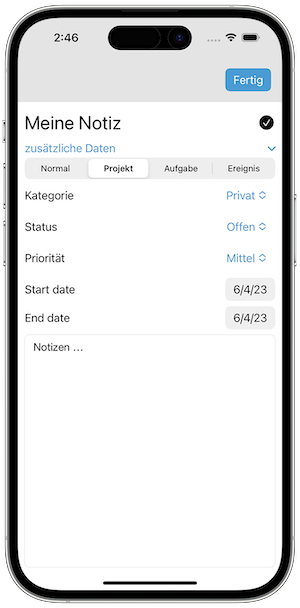 2:46
Fertig
Meine Notiz
zusätzliche Daten
Normal Projekt Aufgabe Ereignis
Kategorie Privat
Status Offen
Priorität Mittel
Start date 6/4/23
End date 6/4/23
Notizen ...